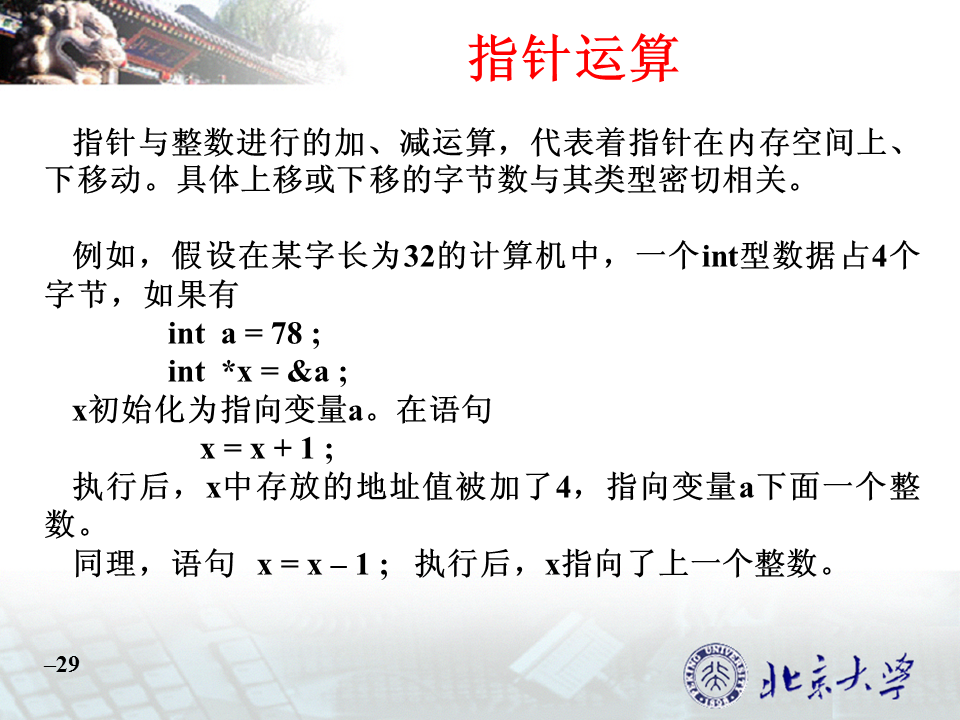 指针运算
指针与整数进行的加、减运算，代表着指针在内存空间上、
下移动。具体上移或下移的字节数与其类型密切相关。
例如，假设在某字长为32的计算机中，一个int型数据占4个
字节，如果有
int a = 78 ;
int *x = &a ;
x初始化为指向变量a。在语句
x = x + 1 ;
执行后，x中存放的地址值被加了4，指向变量a下面一个整
数。
同理，语句 x = x – 1 ; 执行后，x指向了上一个整数。
–29
PEKING UNIVERSITY
1898
北京大学